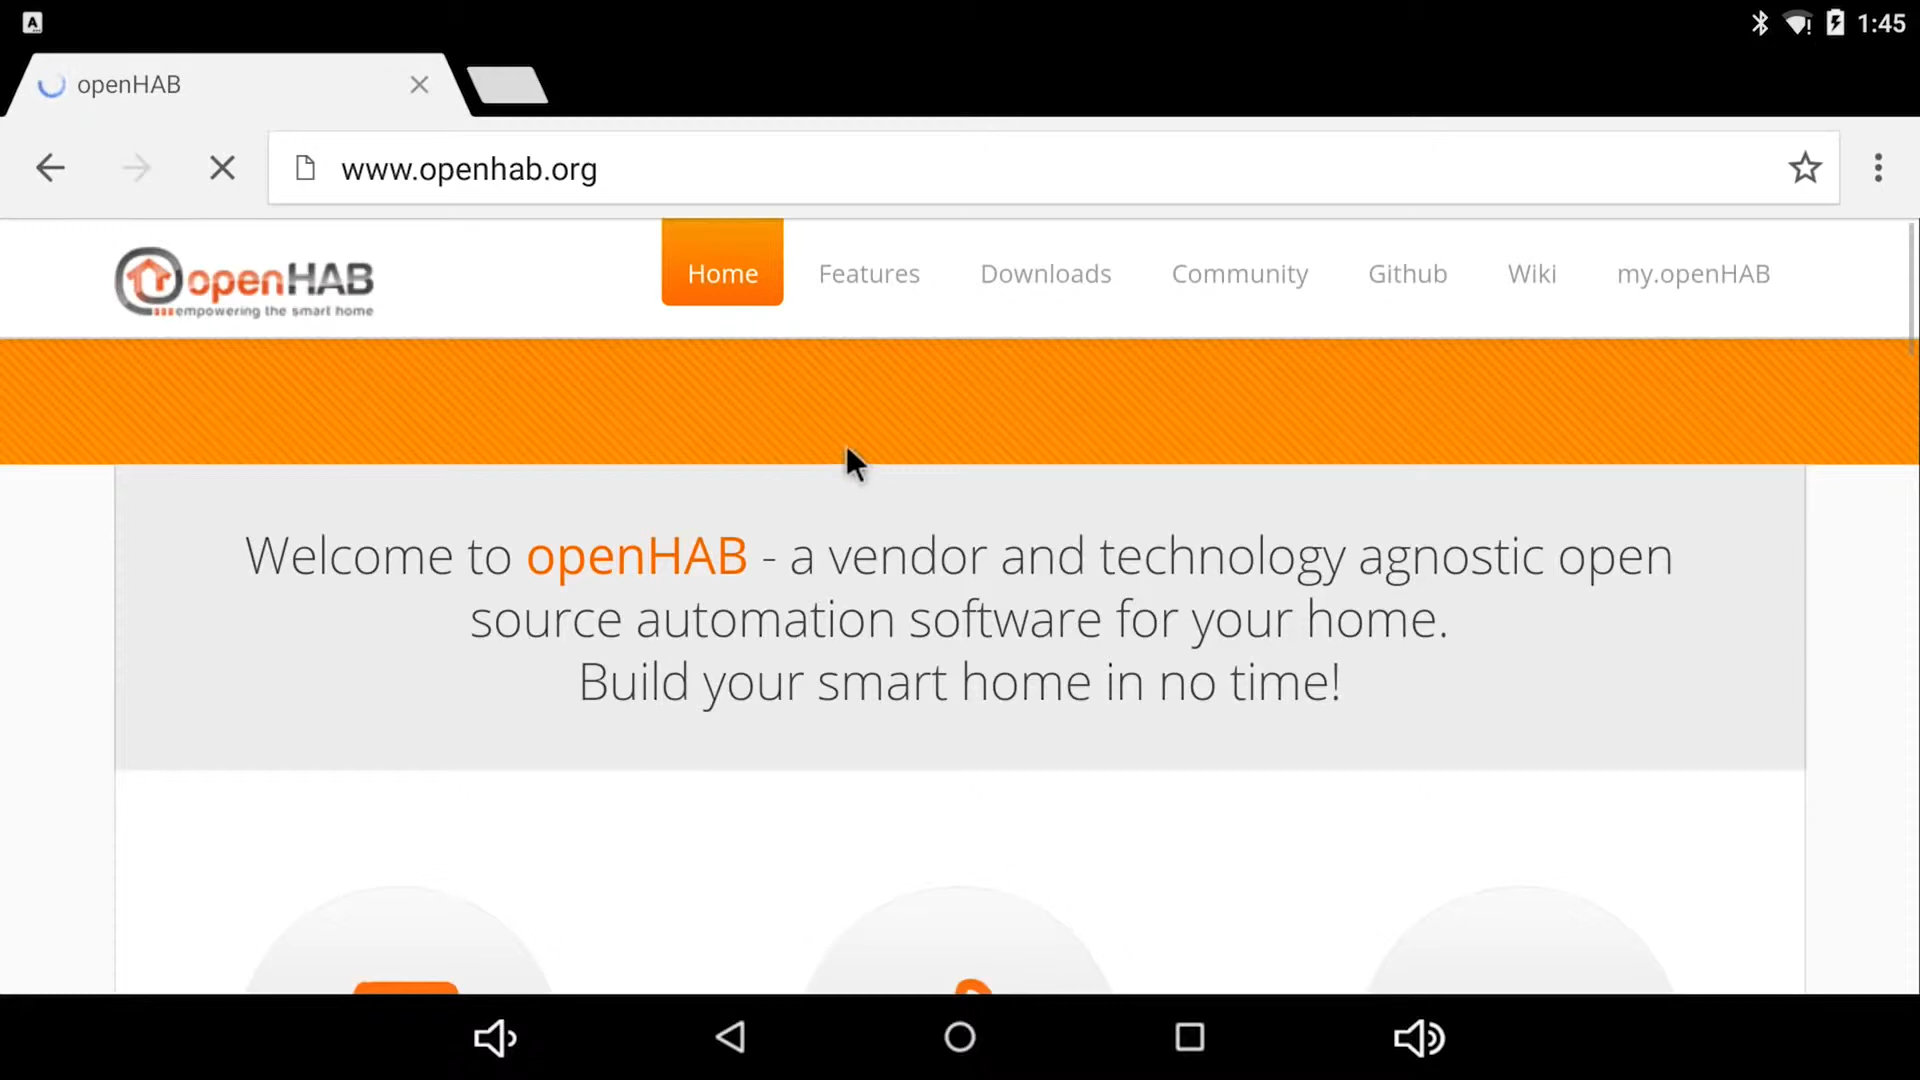 A
1:45
openHAB
www.openhab.org
openHAB
empowering the smart home
Home
Features
Downloads
Community
Github
Wiki
my.openHAB
Welcome to openHAB - a vendor and technology agnostic open
source automation software for your home.
Build your smart home in no time!